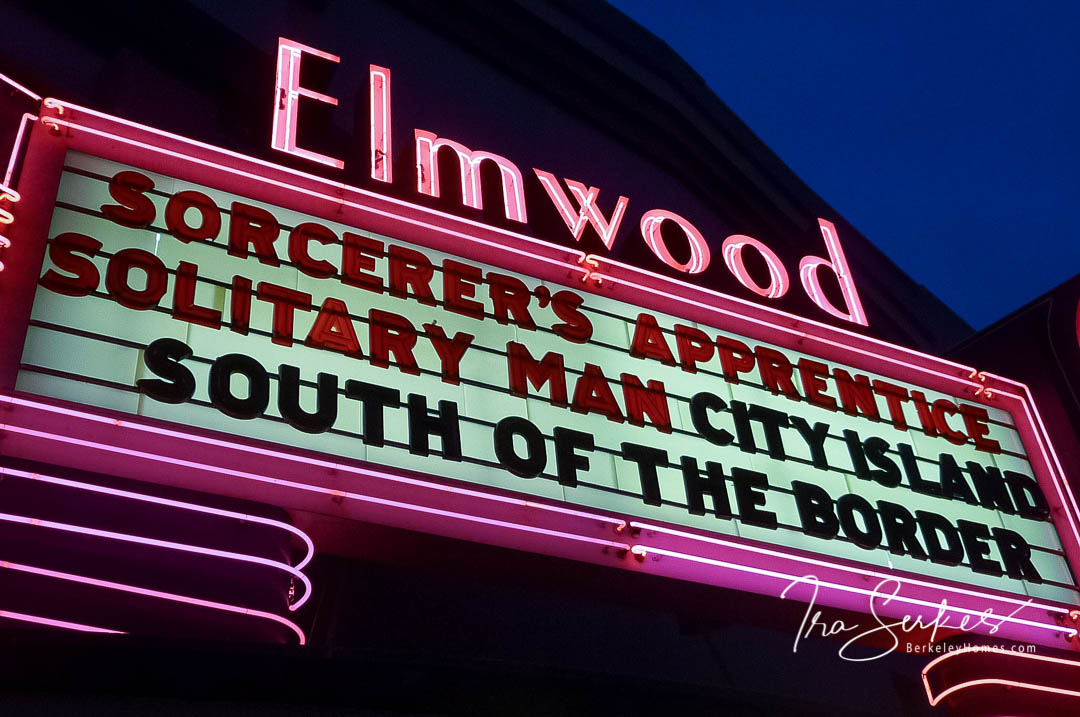 Elmwood
SORCERER'S APPRENTICE
SOLITARY MAN CITY ISLAND
SOUTH OF THE BORDER
Ira Serkes
BerkeleyHomes.com